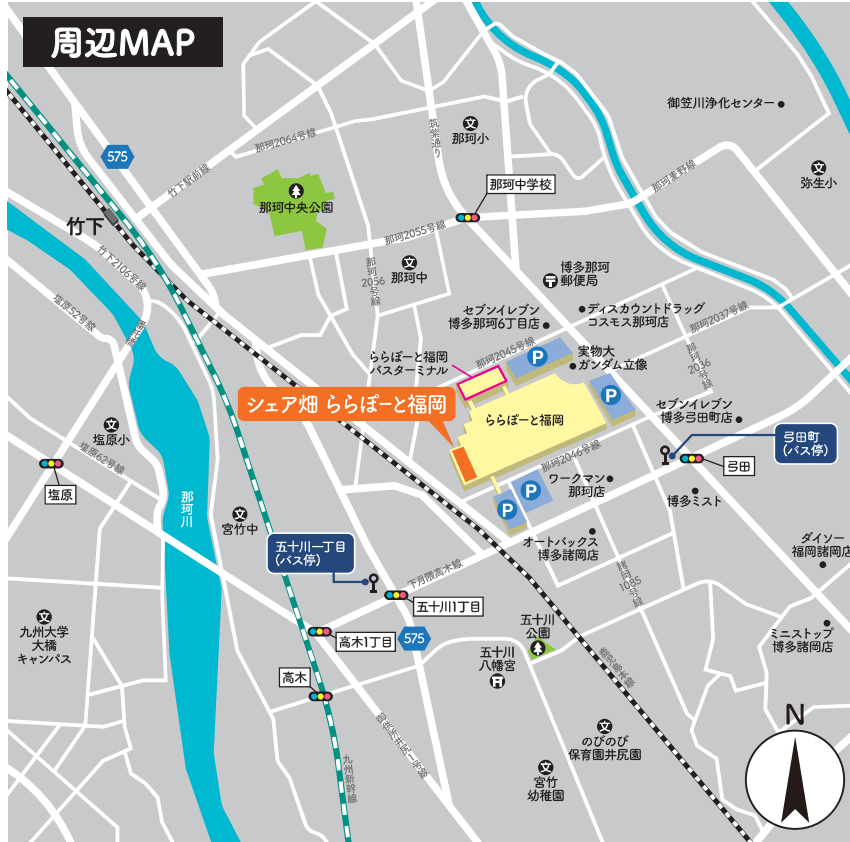 周辺MAP
御笠川浄化センター
筑紫通り
那珂小
575
那珂2064号線
竹下駅前線
那珂中学校
那珂麦野線
弥生小
那珂中央公園
竹下
那珂2055号線
竹下2106号線
那珂
2056
号線
那珂中
博多那珂
郵便局
塩原52号線
セブンイレブン
博多那珂6丁目店
ディスカウントドラッグ
コスモス那珂店
那珂2037号線
那珂2045号線
実物大
ガンダム立像
那珂
2036
号線
ららぽーと福岡
バスターミナル
P
P
シェア畑 ららぽーと福岡
ららぽーと福岡
セブンイレブン
博多弓田町店
塩原小
弓田町
(バス停)
塩原62号線
那珂2046号線
弓田
塩原
ワークマン
那珂店
P
P
博多ミスト
那珂川
宮竹中
オートバックス
博多諸岡店
ダイソー
福岡諸岡店
五十川一丁目
(バス停)
下月隈高木線
諸岡
1085
号線
五十川1丁目
九州大学
大橋
キャンパス
高木1丁目
575
五十川
公園
ミニストップ
博多諸岡店
五十川
八幡宮
高木
鹿児島本線
御供所井尻1号線
N
のびのび
保育園井尻園
九州新幹線
宮竹
幼稚園